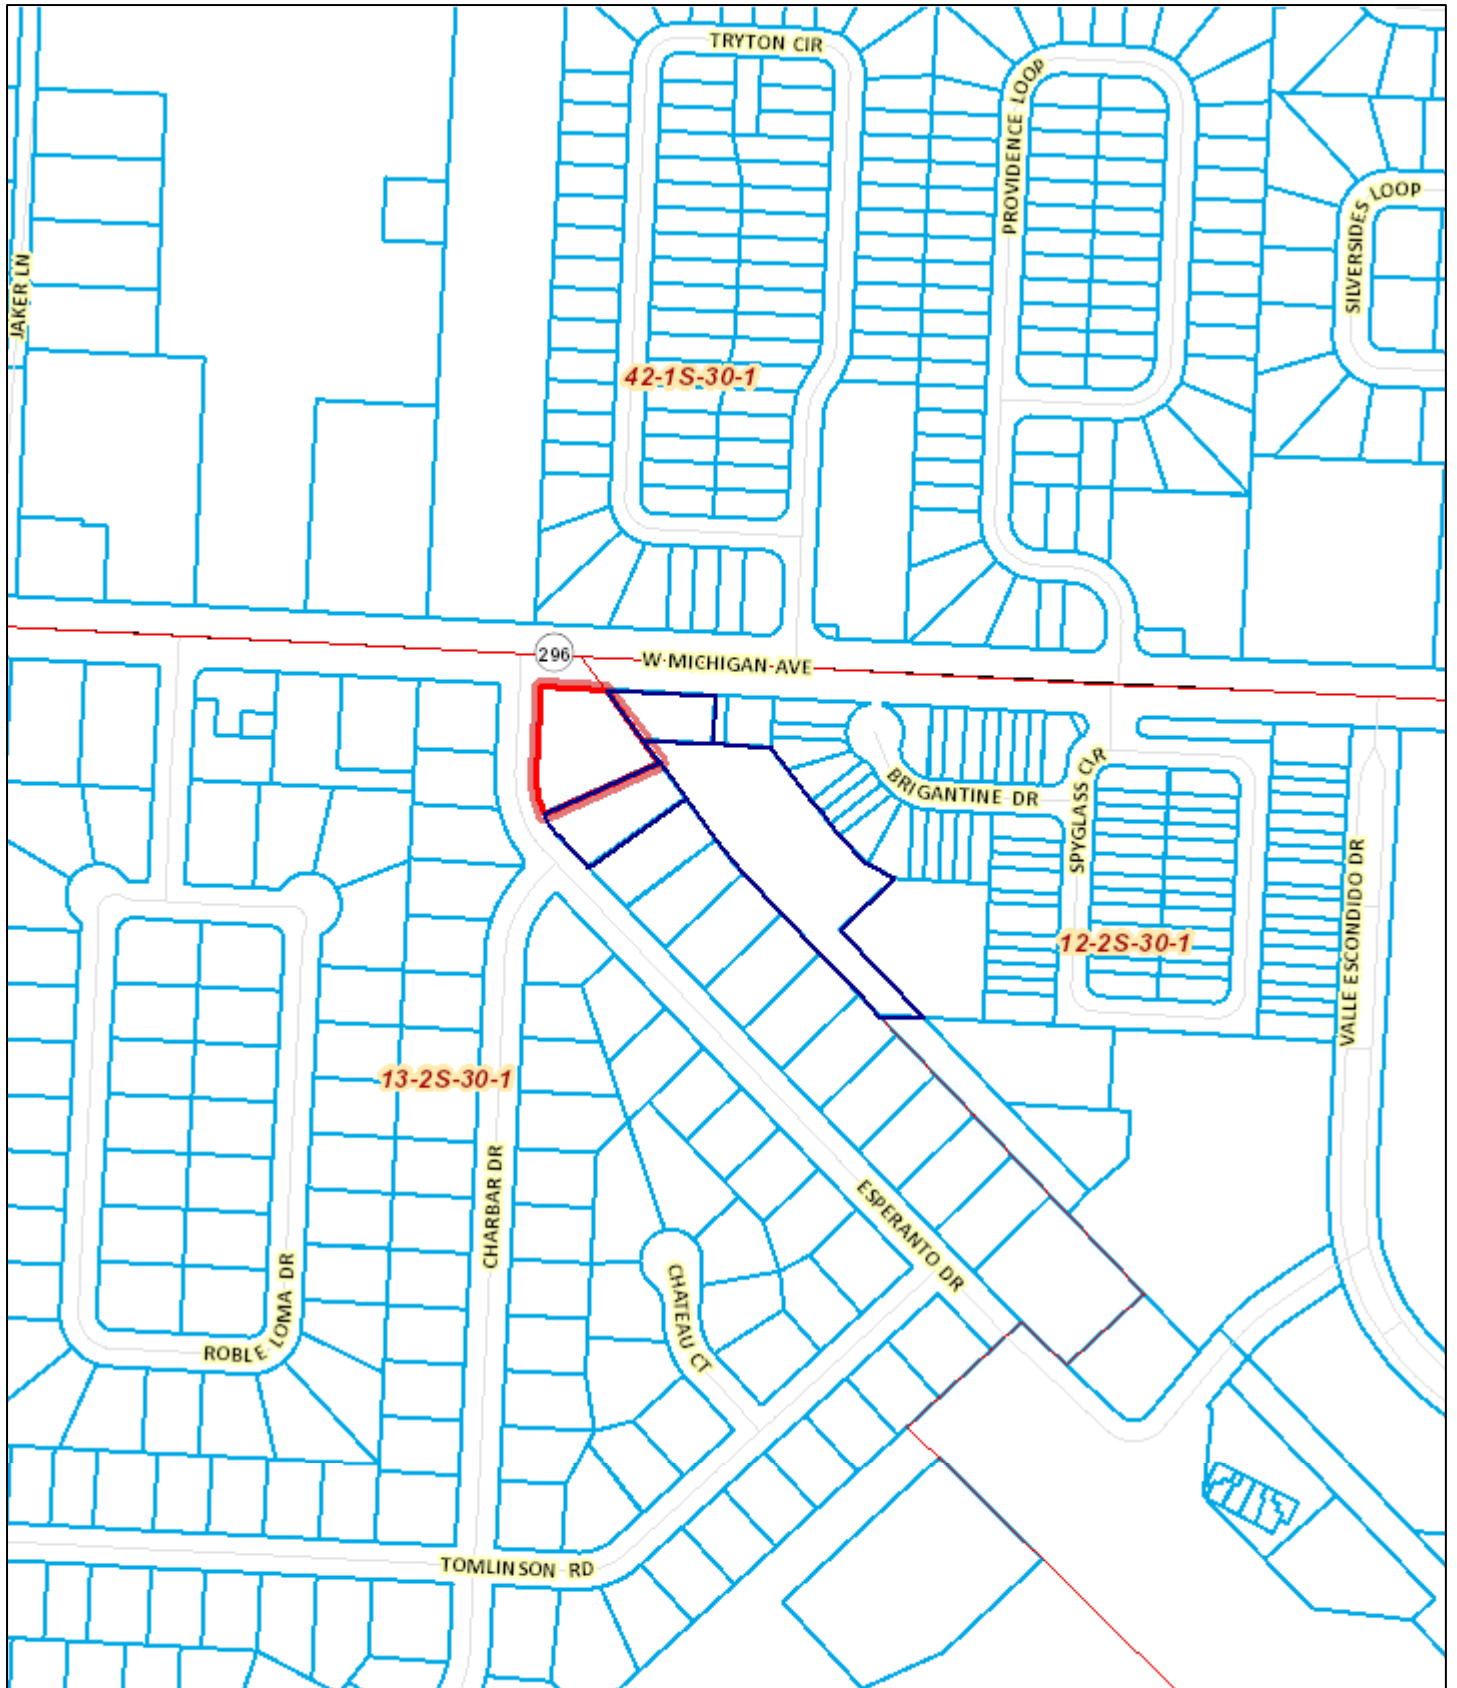 TRYTON CIR
PROVIDENCE LOOP
SILVERSIDES LOOP
JAKER LN
42-1S-30-1
296
W MICHIGAN AVE
BRIGANTINE DR
SPYGLASS CIR
VALLE ESCONDIDO DR
12-2S-30-1
13-2S-30-1
CHARBAR DR
ESPERANTO DR
CHATEAU CT
ROBLE LOMA DR
TOMLINSON RD